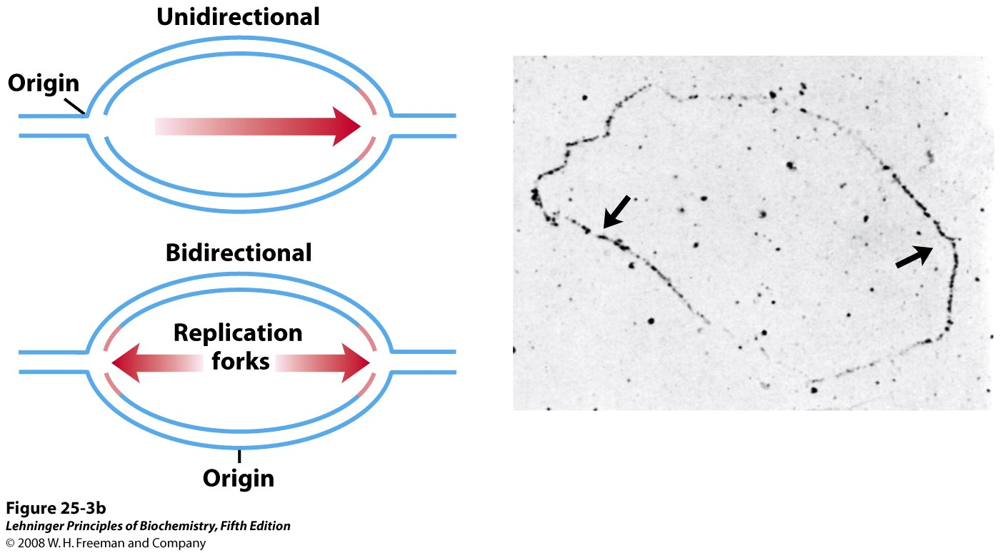 Unidirectional
Origin
Bidirectional
Replication
forks
Origin
Figure 25-3b
Lehninger Principles of Biochemistry, Fifth Edition
© 2008 W. H. Freeman and Company